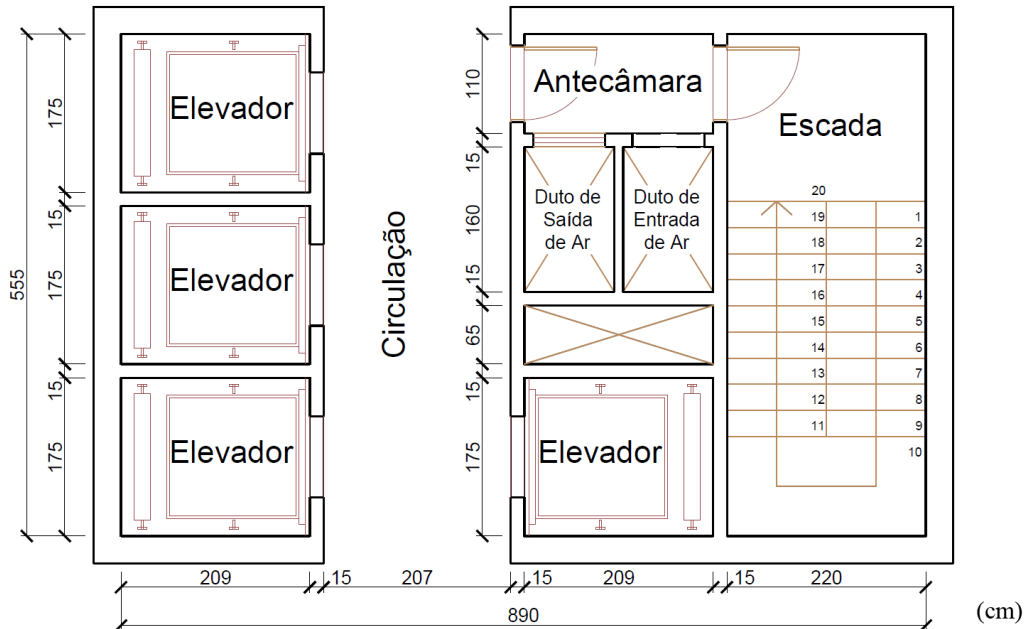 Elevador
Elevador
Elevador
Circulação
Antecâmara
Escada
Duto de
Saída
de Ar
Duto de
Entrada
de Ar
Elevador
20
19
18
17
16
15
14
13
12
11
1
2
3
4
5
6
7
8
9
10
555
175
15
175
15
175
110
15
160
15
65
15
175
209
15
207
15
209
15
220
890
(cm)